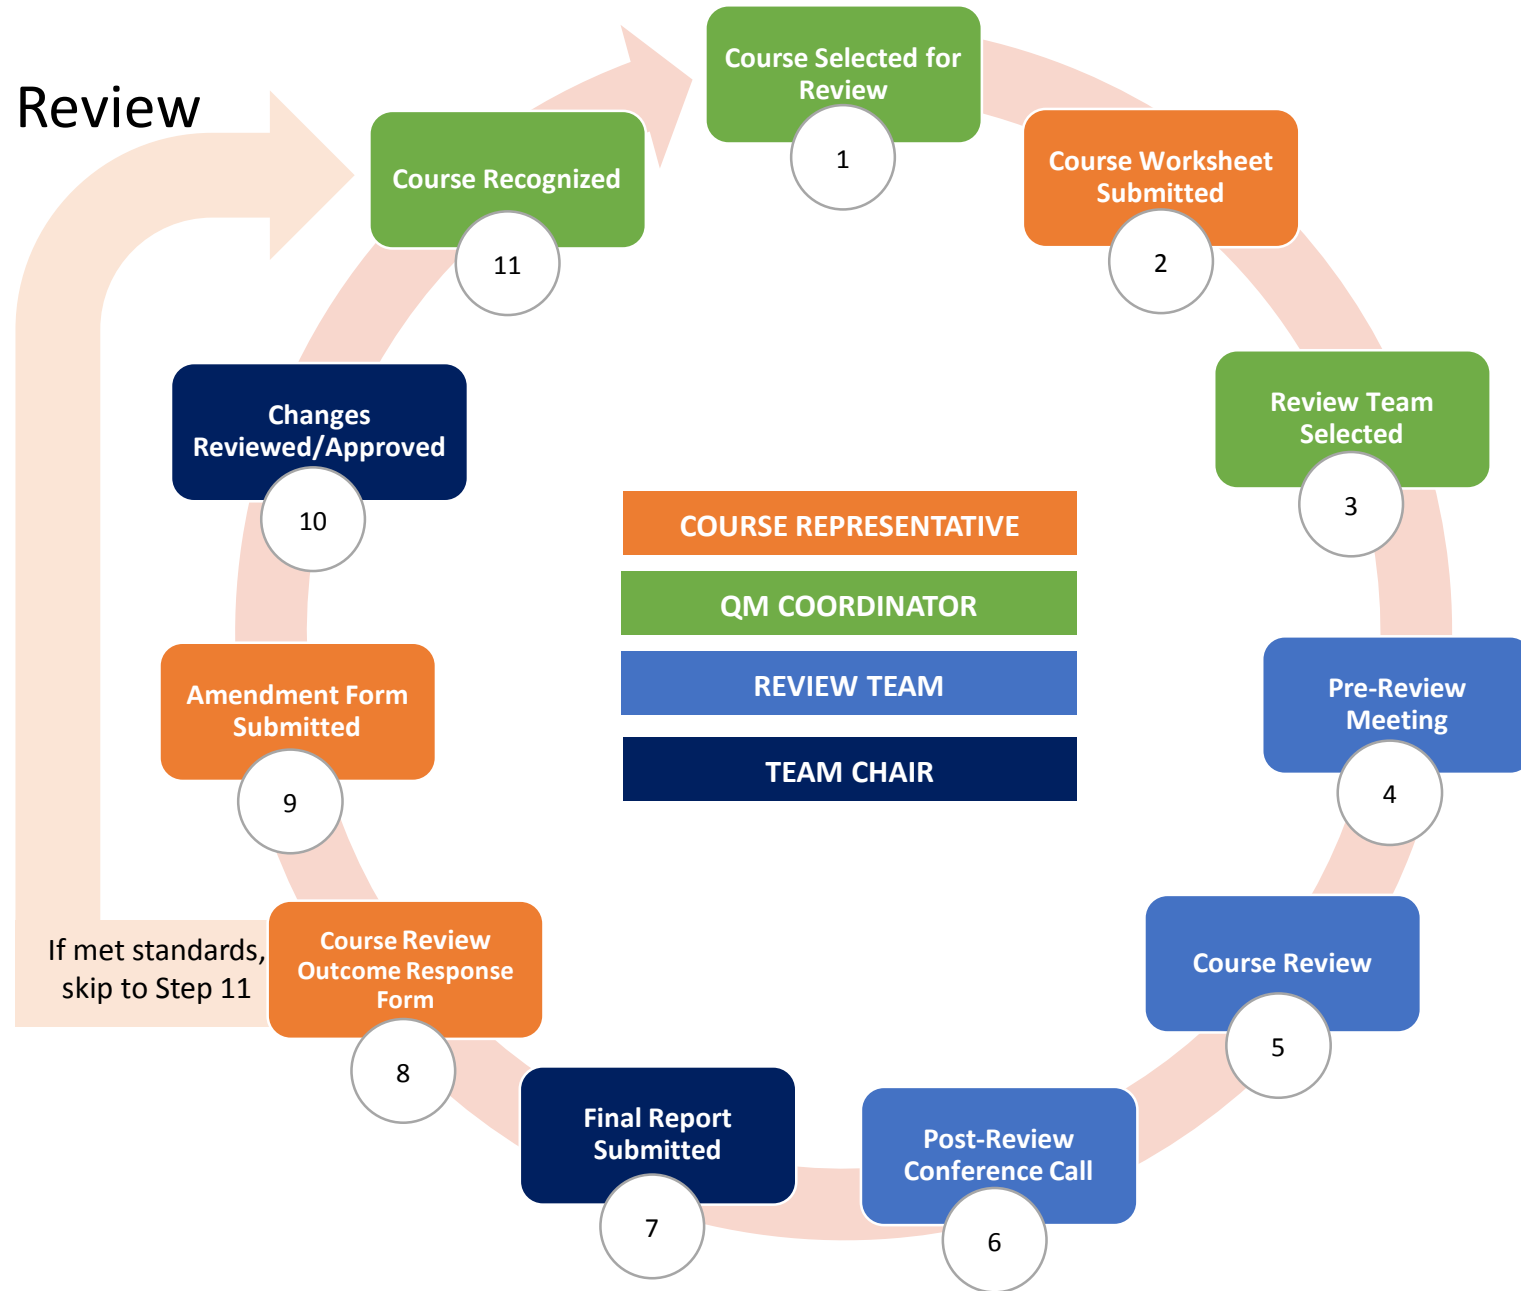 Review
Course Selected for
Review
1
Course Worksheet
Submitted
2
Review Team
Selected
3
Pre-Review
Meeting
4
Course Review
5
Post-Review
Conference Call
6
Final Report
Submitted
7
Course Review
Outcome Response
Form
8
If met standards,
skip to Step 11
Amendment Form
Submitted
9
Changes
Reviewed/Approved
10
Course Recognized
11
COURSE REPRESENTATIVE
QM COORDINATOR
REVIEW TEAM
TEAM CHAIR